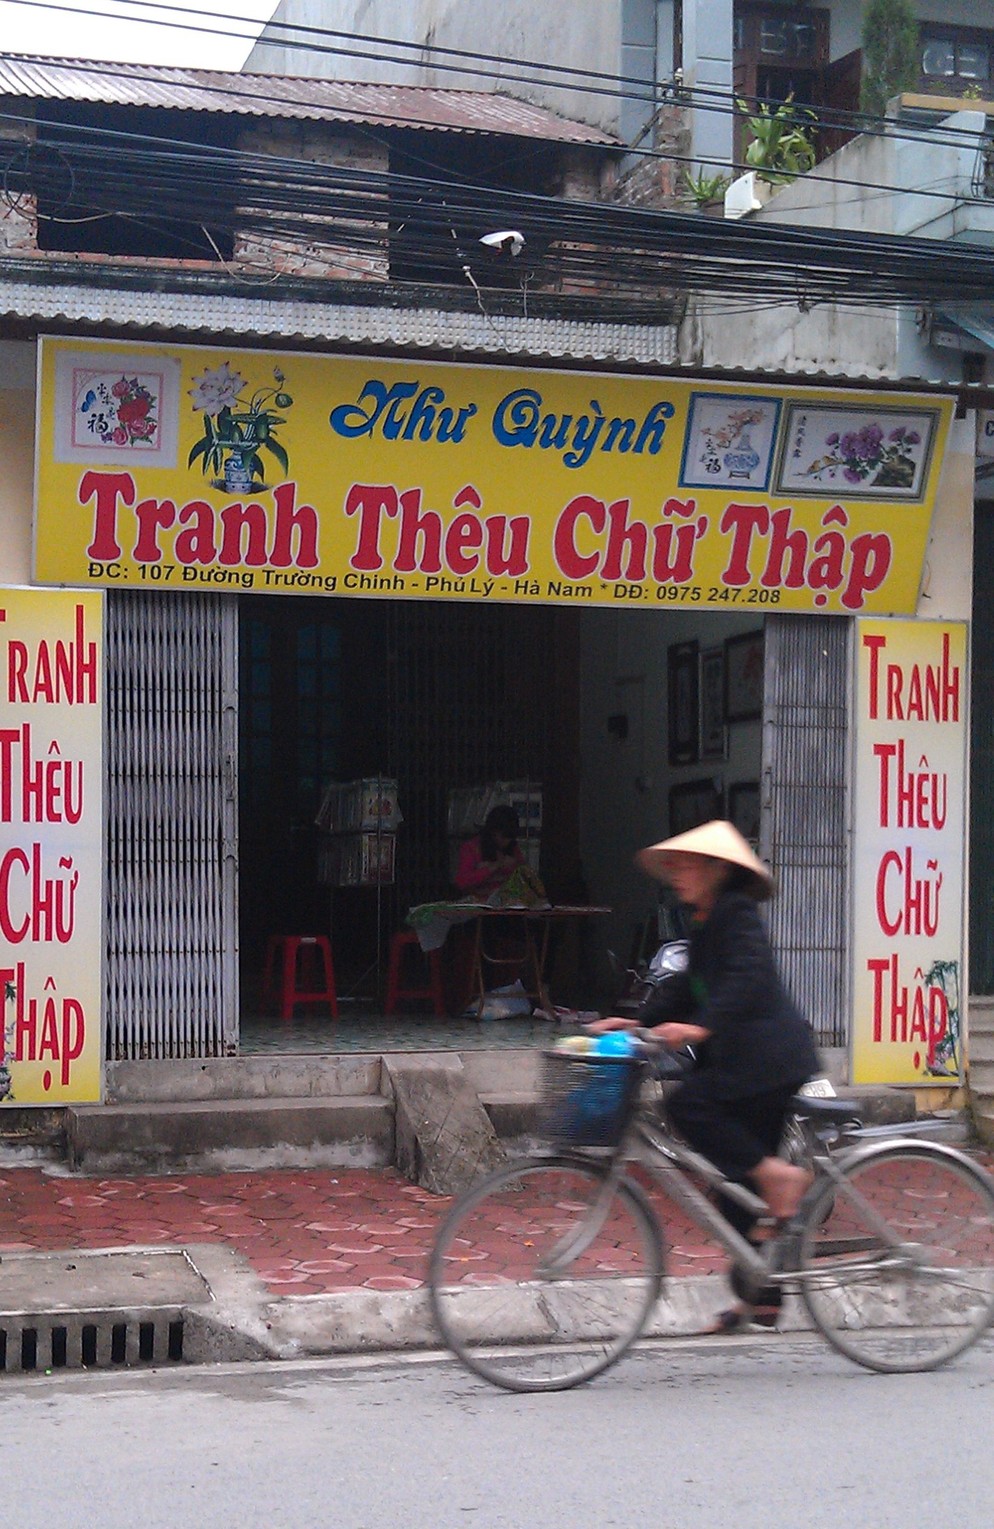 Như Quỳnh
Tranh Thêu Chữ Thập
ĐC: 107 Đường Trường Chinh - Phủ Lý - Hà Nam * DĐ: 0975 247.208
TRANH
THÊU
CHỮ
THẬP
TRANH
THÊU
CHỮ
THẬP